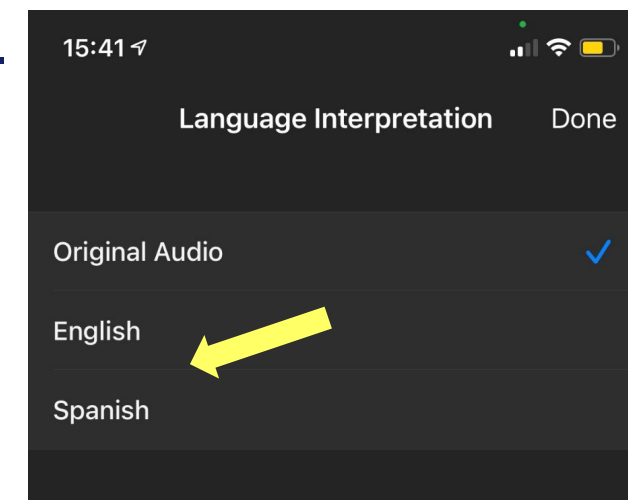 15:41
Language Interpretation Done
Original Audio
English
Spanish